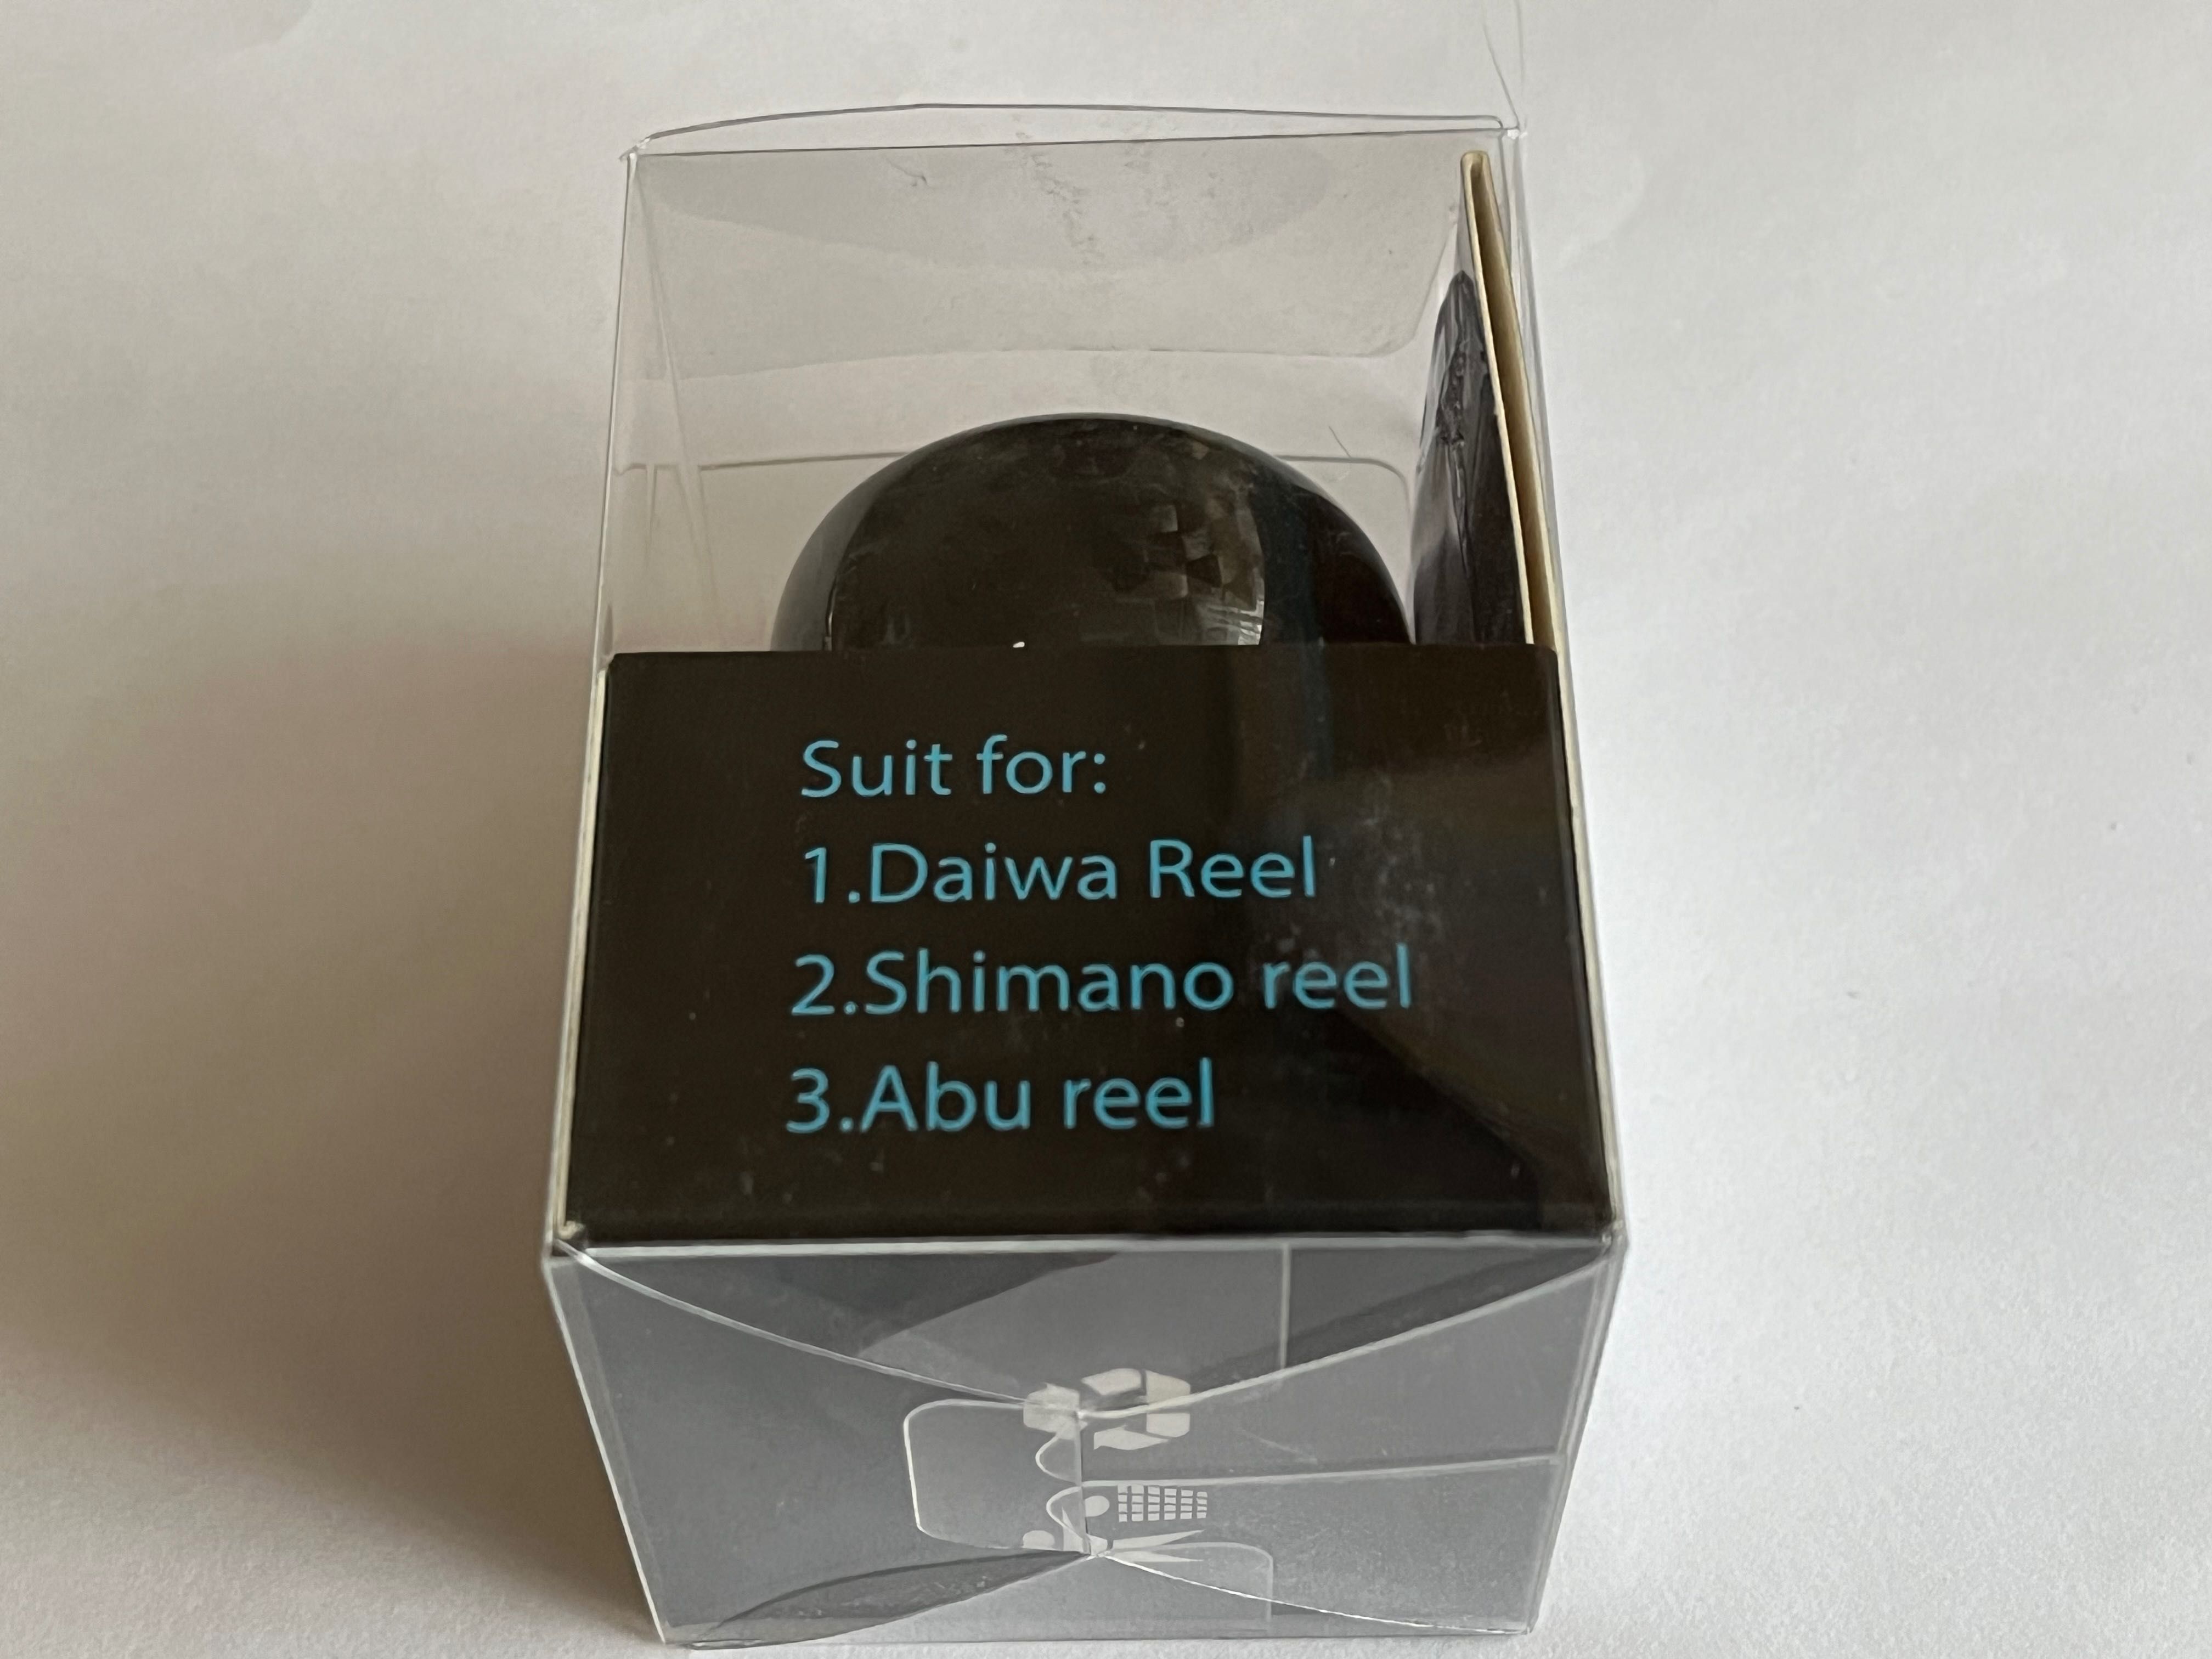 Suit for:
1.Daiwa Reel
2.Shimano reel
3.Abu reel